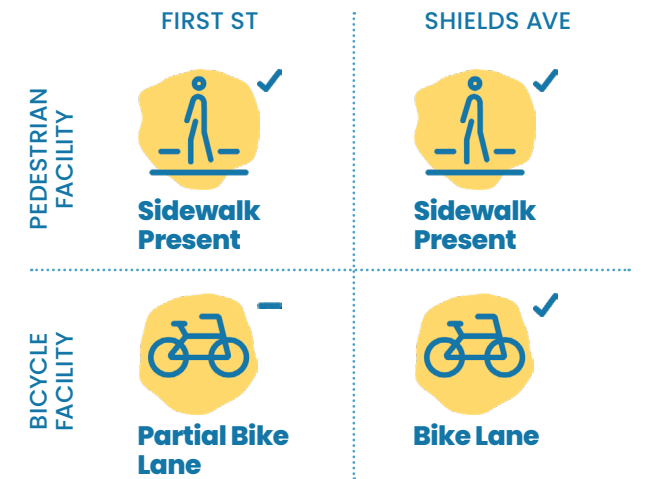 FIRST ST
SHIELDS AVE
PEDESTRIAN
FACILITY
Sidewalk
Present
Sidewalk
Present
BICYCLE
FACILITY
Partial Bike
Lane
Bike Lane